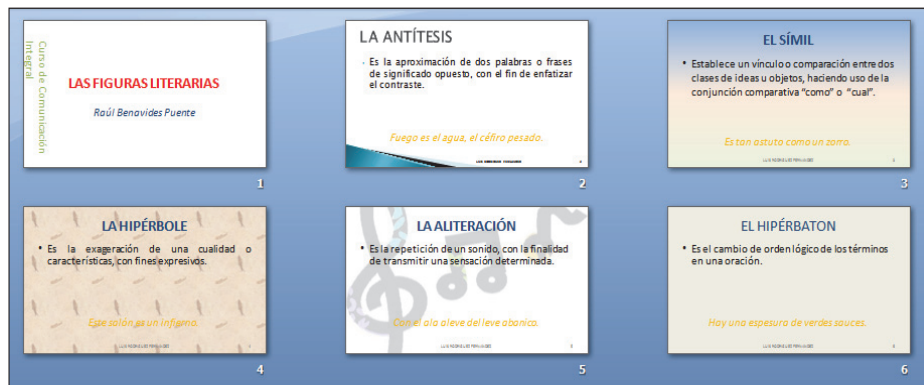 Curso de Comunicación
Integral
LAS FIGURAS LITERARIAS
Raúl Benavides Puente
1
LA ANTÍTESIS
Es la aproximación de dos palabras o frases
de significado opuesto, con el fin de enfatizar
el contraste.
Fuego es el agua, el céfiro pesado.
2
EL SÍMIL
• Establece un vínculo o comparación entre dos
clases de ideas u objetos, haciendo uso de la
conjunción comparativa “como” o “cual”.
Es tan astuto como un zorro.
3
LA HIPÉRBOLE
• Es la exageración de una cualidad o
características, con fines expresivos.
Este salón es un infierno.
4
LA ALITERACIÓN
• Es la repetición de un sonido, con la finalidad
de transmitir una sensación determinada.
Con el ala aleve del leve abanico.
5
EL HIPÉRBATON
• Es el cambio de orden lógico de los términos
en una oración.
Hay una espesura de verdes sauces.
6